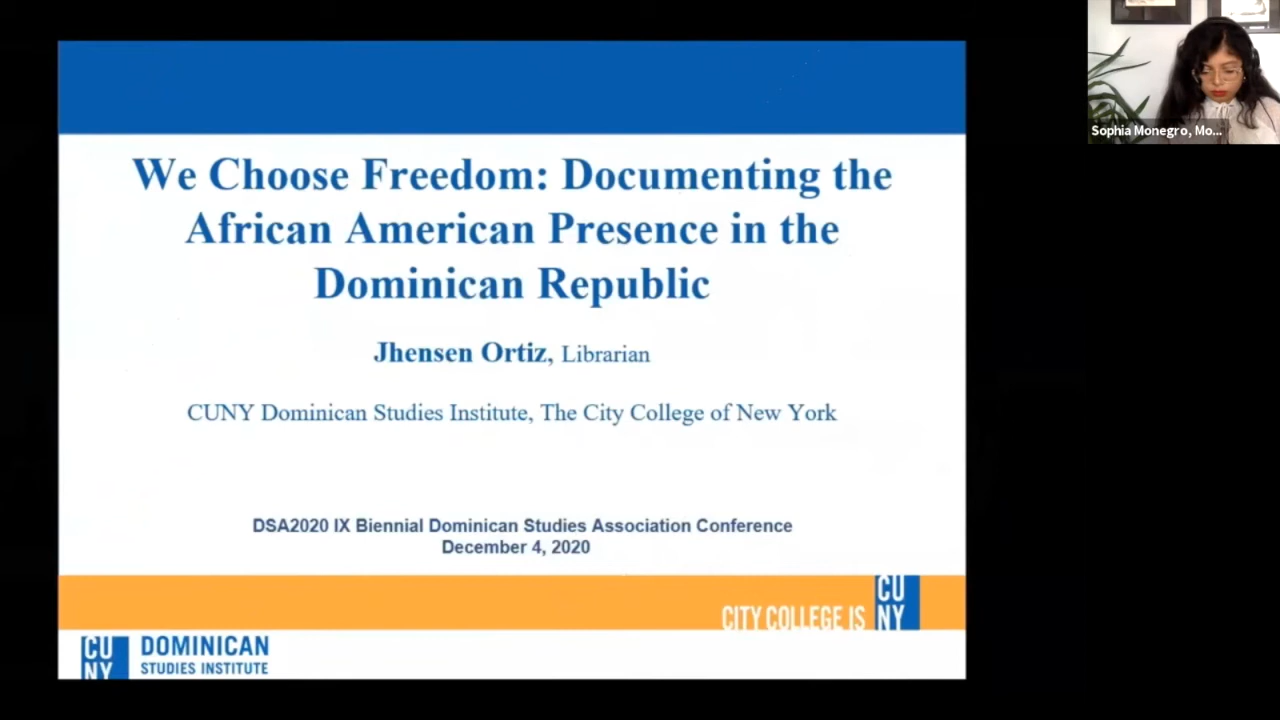 We Choose Freedom: Documenting the
African American Presence in the
Dominican Republic
Jhensen Ortiz, Librarian
CUNY Dominican Studies Institute, The City College of New York
DSA2020 IX Biennial Dominican Studies Association Conference
December 4, 2020
CITY COLLEGE IS
CU
NY
CU
NY
DOMINICAN
STUDIES INSTITUTE
Sophia Monegro, Mo...